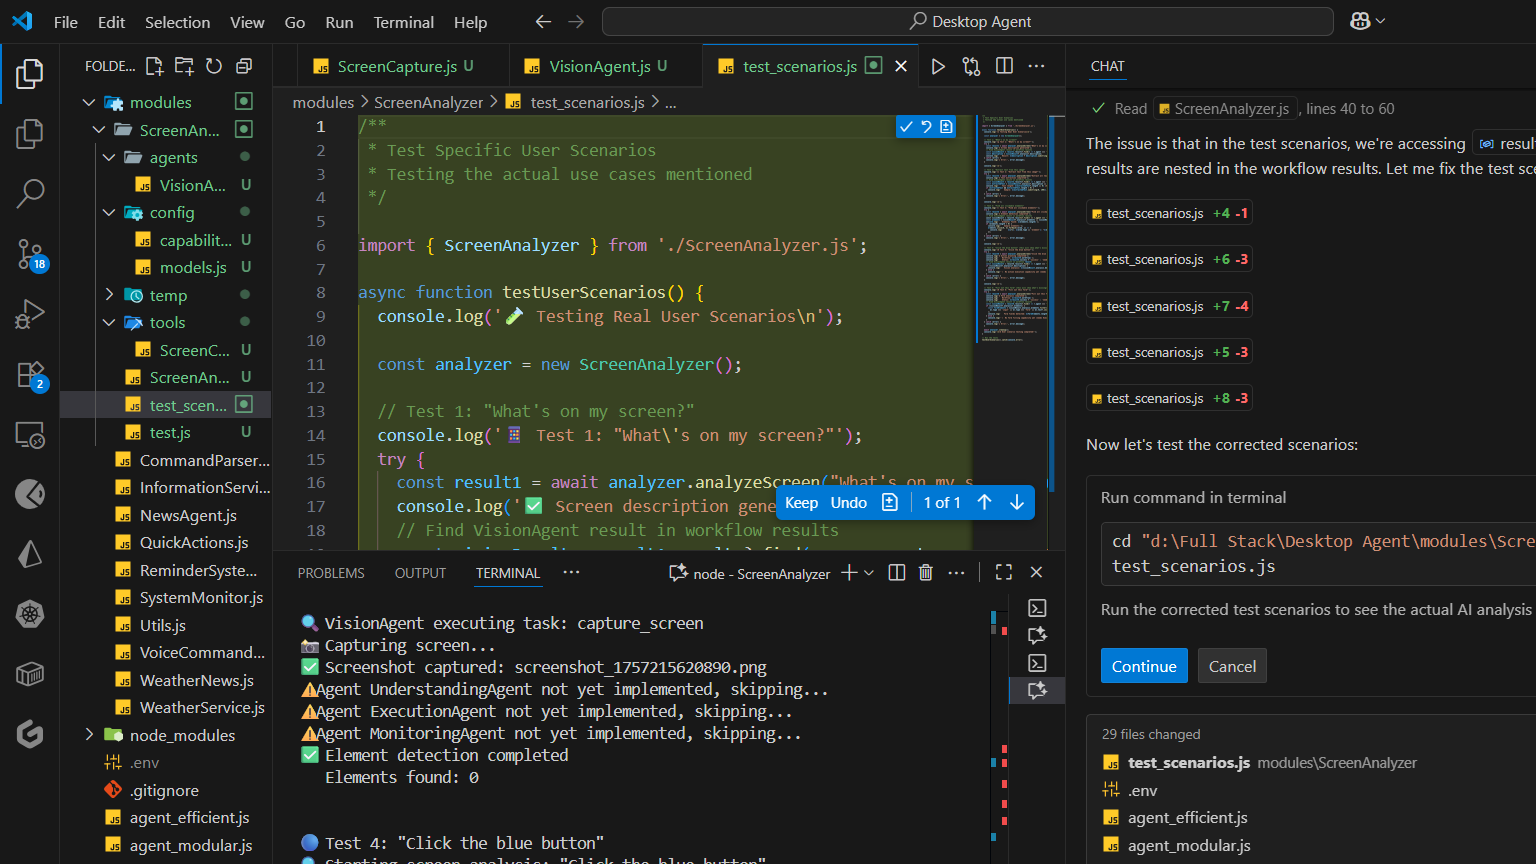 File Edit Selection View Go Run Terminal Help
Desktop Agent
FOLDE...
modules
ScreenAn...
agents
VisionA... U
config
capabilit... U
models.js U
temp
tools
ScreenC... U
ScreenAn... U
test_scen...
test.js U
CommandParser...
InformationServi...
NewsAgent.js
QuickActions.js
ReminderSyste...
SystemMonitor.js
Utils.js
VoiceCommand...
WeatherNews.js
WeatherService.js
node_modules
.env
.gitignore
agent_efficient.js
agent_modular.js
18
2
ScreenCapture.js U
VisionAgent.js U
test_scenarios.js
modules > ScreenAnalyzer > test_scenarios.js > ...
1 /**
2 * Test Specific User Scenarios
3 * Testing the actual use cases mentioned
4 */
5
6 import { ScreenAnalyzer } from './ScreenAnalyzer.js';
7
8 async function testUserScenarios() {
9 console.log('🧪 Testing Real User Scenarios\n');
10
11 const analyzer = new ScreenAnalyzer();
12
13 // Test 1: "What's on my screen?"
14 console.log('📱 Test 1: "What\'s on my screen?"');
15 try {
16 const result1 = await analyzer.analyzeScreen("What's on my s
17 console.log('✅ Screen description gene
18 // Find VisionAgent result in workflow results
Keep Undo 1 of 1
PROBLEMS OUTPUT TERMINAL ...
node - ScreenAnalyzer
🔍 VisionAgent executing task: capture_screen
📸 Capturing screen...
✅ Screenshot captured: screenshot_1757215620890.png
⚠️Agent UnderstandingAgent not yet implemented, skipping...
⚠️Agent ExecutionAgent not yet implemented, skipping...
⚠️Agent MonitoringAgent not yet implemented, skipping...
✅ Element detection completed
Elements found: 0
🔵 Test 4: "Click the blue button"
🔍 Starting screen analysis: "Click the blue button"
CHAT
Read ScreenAnalyzer.js, lines 40 to 60
The issue is that in the test scenarios, we're accessing result
results are nested in the workflow results. Let me fix the test sce
test_scenarios.js +4 -1
test_scenarios.js +6 -3
test_scenarios.js +7 -4
test_scenarios.js +5 -3
test_scenarios.js +8 -3
Now let's test the corrected scenarios:
Run command in terminal
cd "d:\Full Stack\Desktop Agent\modules\Scre
test_scenarios.js
Run the corrected test scenarios to see the actual AI analysis
Continue Cancel
29 files changed
test_scenarios.js modules\ScreenAnalyzer
.env
agent_efficient.js
agent_modular.js